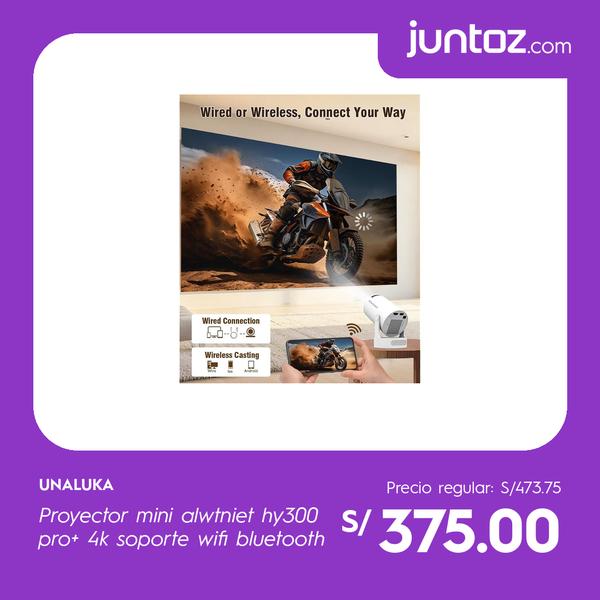 juntoz.com
Wired or Wireless, Connect Your Way
Wired Connection
Wireless Casting
Android
UNALUKA
Proyector mini alwtniet hy300
pro+ 4k soporte wifi bluetooth
Precio regular: S/473.75
S/ 375.00